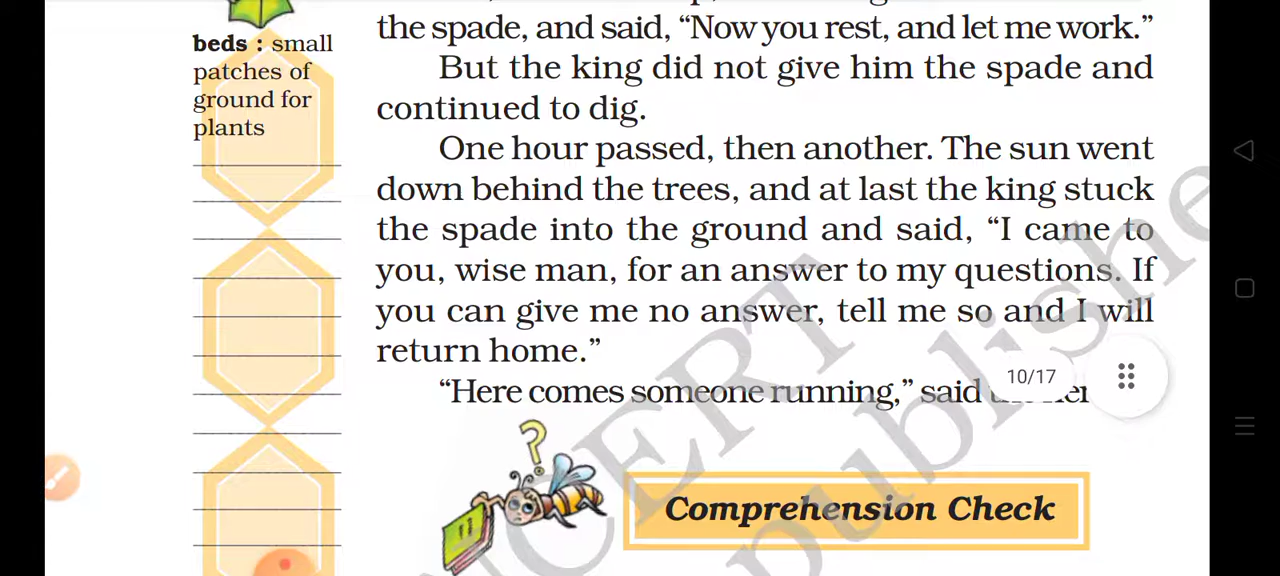 beds : small
patches of
ground for
plants
the spade, and said, “Now you rest, and let me work.”
But the king did not give him the spade and
continued to dig.
One hour passed, then another. The sun went
down behind the trees, and at last the king stuck
the spade into the ground and said, “I came to
you, wise man, for an answer to my questions. If
you can give me no answer, tell me so and I will
return home.”
“Here comes someone running,” said
10/17
?
Comprehension Check